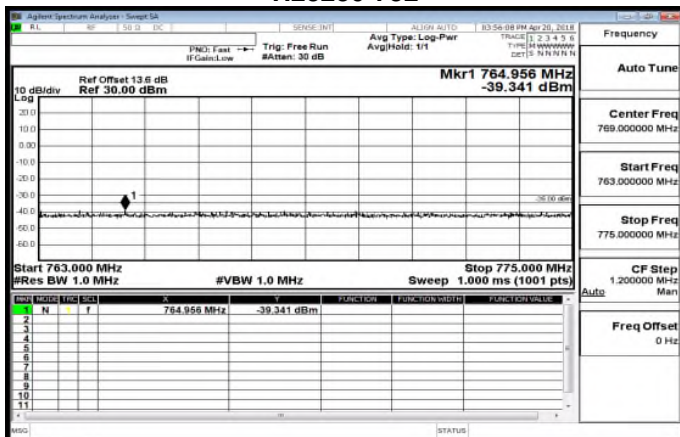 Agilent Spectrum Analyzer - Swept SA
RL RF 50 Ω DC SENSE:INT ALIGN AUTO 03:56:08 PM Apr 20, 2018
Frequency
PNO: Fast Trig: Free Run Avg Type: Log-Pwr TRACE 1 2 3 4 5 6
IFGain:Low #Atten: 30 dB Avg|Hold: 1/1 TYPE M WWWWW
DET S N N N N N
Auto Tune
Ref Offset 13.6 dB Mkr1 764.956 MHz
10 dB/div Ref 30.00 dBm -39.341 dBm
Log
20.0
10.0
0.00
-10.0
-20.0
-30.0
-40.0
-50.0
-60.0
1
Center Freq
769.000000 MHz
Start Freq
763.000000 MHz
Stop Freq
775.000000 MHz
Start 763.000 MHz Stop 775.000 MHz
#Res BW 1.0 MHz #VBW 1.0 MHz Sweep 1.000 ms (1001 pts)
CF Step
1.200000 MHz
Auto Man
MKR MODE TRC SCL X Y FUNCTION FUNCTION WIDTH FUNCTION VALUE
1 N 1 f 764.956 MHz -39.341 dBm
2
3
4
5
6
7
8
9
10
11
Freq Offset
0 Hz
MSG STATUS